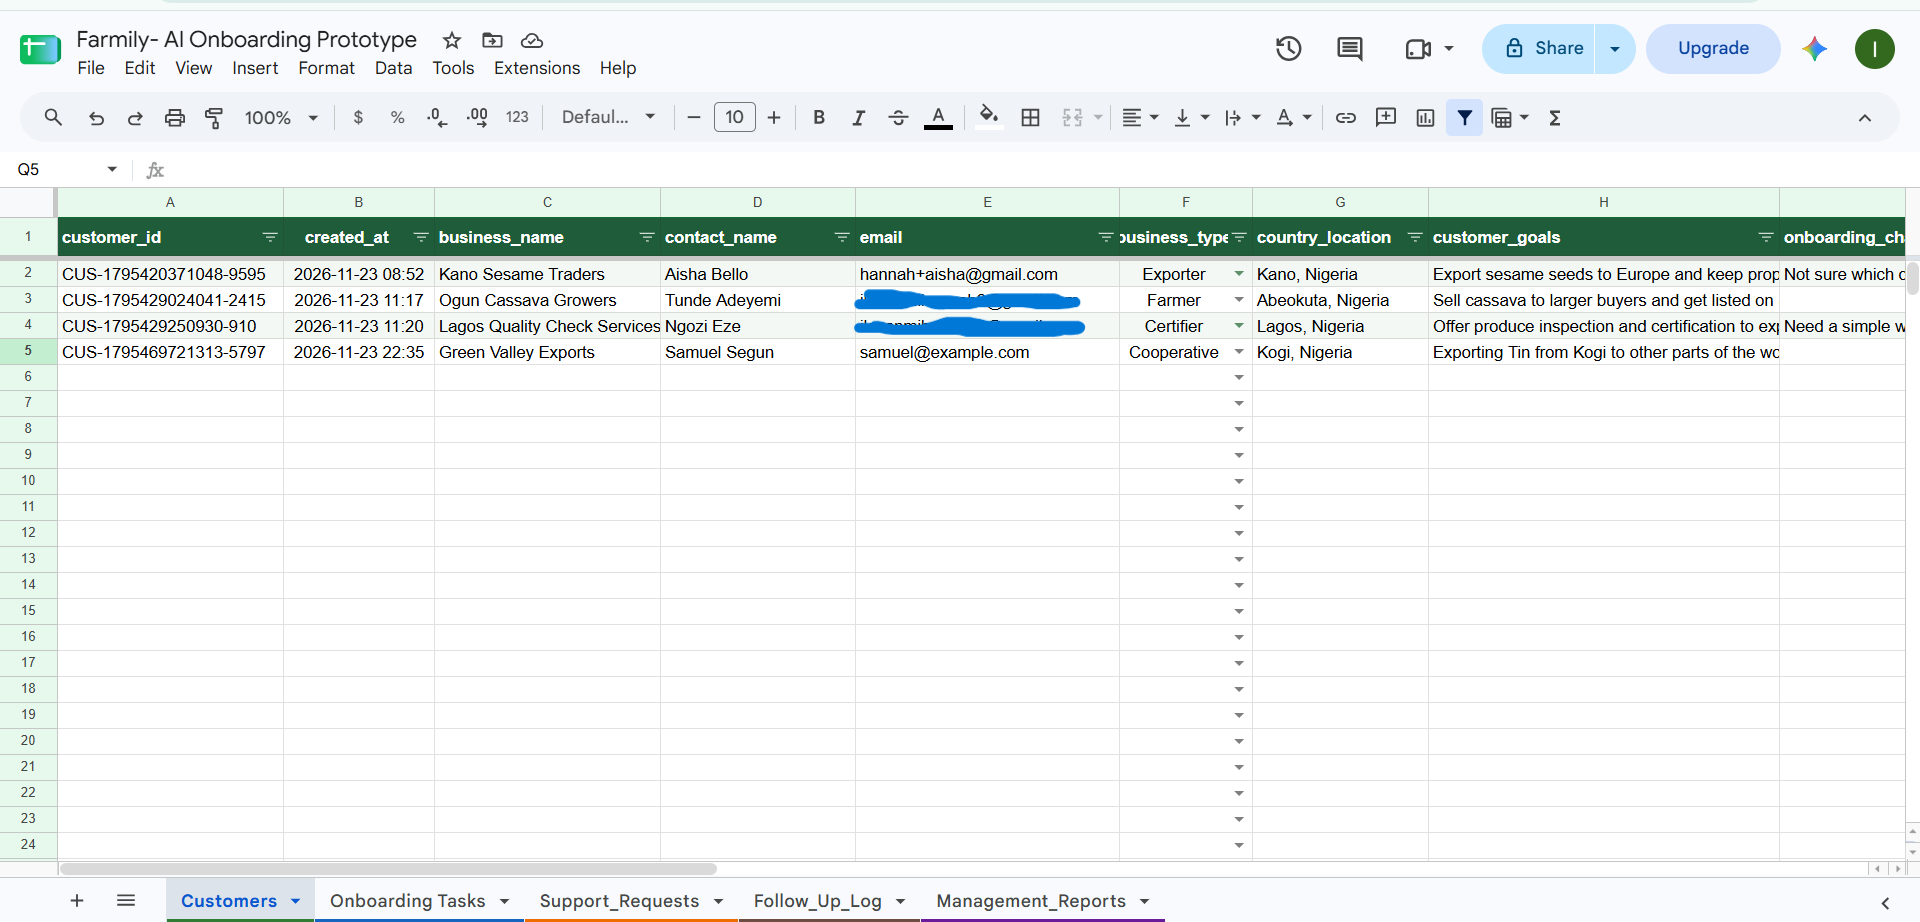 Farmily- AI Onboarding Prototype
File Edit View Insert Format Data Tools Extensions Help
Share
Upgrade
I
100% $ % .0 .00 123 Defaul... 10 B I A
Q5 fx
A B C D E F G H
1 customer_id created_at business_name contact_name email business_type country_location customer_goals onboarding_ch
2 CUS-1795420371048-9595 2026-11-23 08:52 Kano Sesame Traders Aisha Bello hannah+aisha@gmail.com Exporter Kano, Nigeria Export sesame seeds to Europe and keep prop Not sure which
3 CUS-1795429024041-2415 2026-11-23 11:17 Ogun Cassava Growers Tunde Adeyemi Farmer Abeokuta, Nigeria Sell cassava to larger buyers and get listed on
4 CUS-1795429250930-910 2026-11-23 11:20 Lagos Quality Check Services Ngozi Eze Certifier Lagos, Nigeria Offer produce inspection and certification to exp Need a simple w
5 CUS-1795469721313-5797 2026-11-23 22:35 Green Valley Exports Samuel Segun samuel@example.com Cooperative Kogi, Nigeria Exporting Tin from Kogi to other parts of the wo
6
7
8
9
10
11
12
13
14
15
16
17
18
19
20
21
22
23
24
Customers Onboarding Tasks Support_Requests Follow_Up_Log Management_Reports